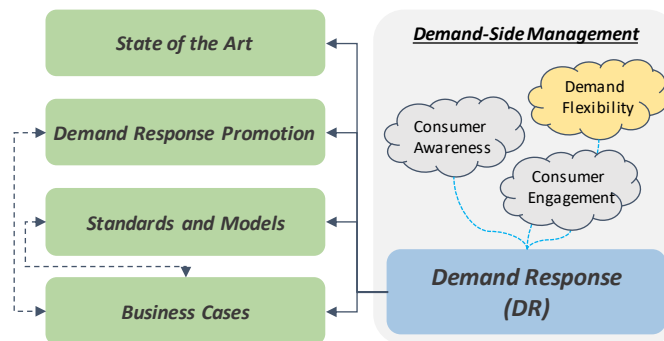 State of the Art
Demand Response Promotion
Standards and Models
Business Cases
Demand-Side Management
Demand
Flexibility
Consumer
Awareness
Consumer
Engagement
Demand Response
(DR)